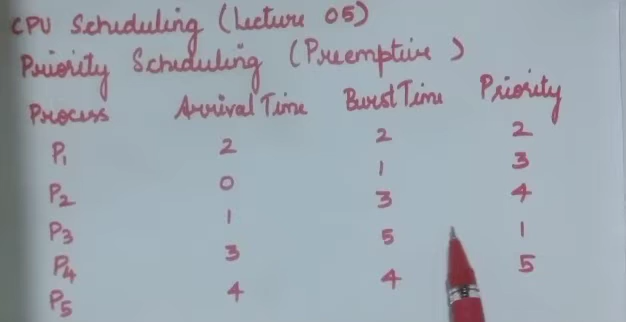 CPU Scheduling (Lecture 05)
Priority Scheduling (Preemptive)
Process Arrival Time Burst Time Priority
P1 2 2 2
P2 0 1 3
P3 1 3 4
P4 3 5 1
P5 4 4 5